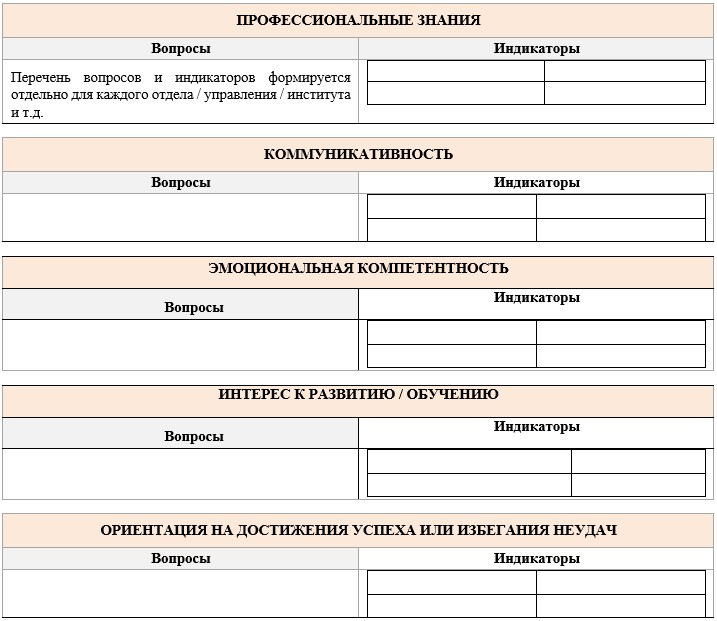 ПРОФЕССИОНАЛЬНЫЕ ЗНАНИЯ
Вопросы Индикаторы
Перечень вопросов и индикаторов формируется
отдельно для каждого отдела / управления / института
и т.д.
КОММУНИКАТИВНОСТЬ
Вопросы Индикаторы
ЭМОЦИОНАЛЬНАЯ КОМПЕТЕНТНОСТЬ
Вопросы Индикаторы
ИНТЕРЕС К РАЗВИТИЮ / ОБУЧЕНИЮ
Вопросы Индикаторы
ОРИЕНТАЦИЯ НА ДОСТИЖЕНИЯ УСПЕХА ИЛИ ИЗБЕГАНИЯ НЕУДАЧ
Вопросы Индикаторы